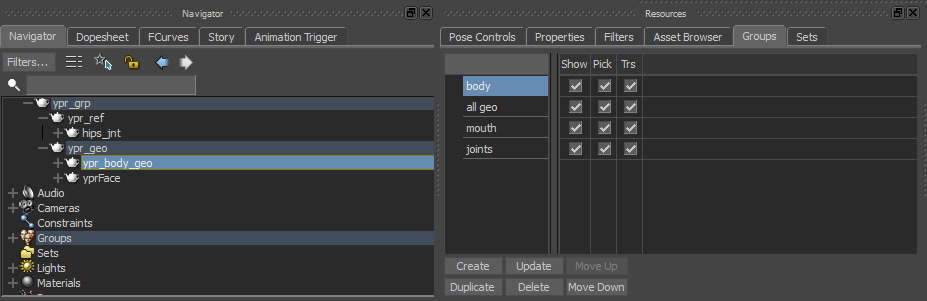 Navigator
Navigator Dopesheet FCurves Story Animation Trigger
Filters...
ypr_grp
ypr_ref
hips_jnt
ypr_geo
ypr_body_geo
yprFace
Audio
Cameras
Constraints
Groups
Sets
Lights
Materials
Resources
Pose Controls Properties Filters Asset Browser Groups Sets
Show Pick Trs
body
all geo
mouth
joints
Create Update Move Up
Duplicate Delete Move Down